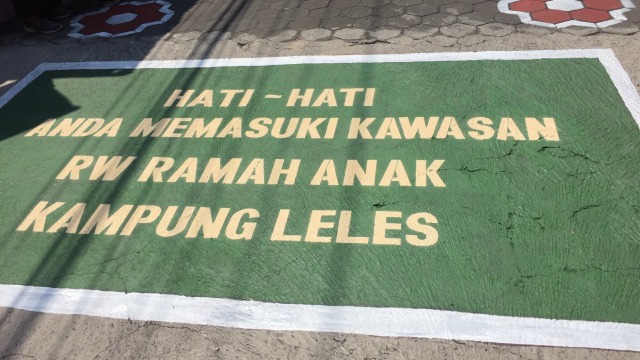 HATI ~ HATI
ANDA MEMASUKI KAWASAN
RW RAMAH ANAK
KAMPUNG LELES